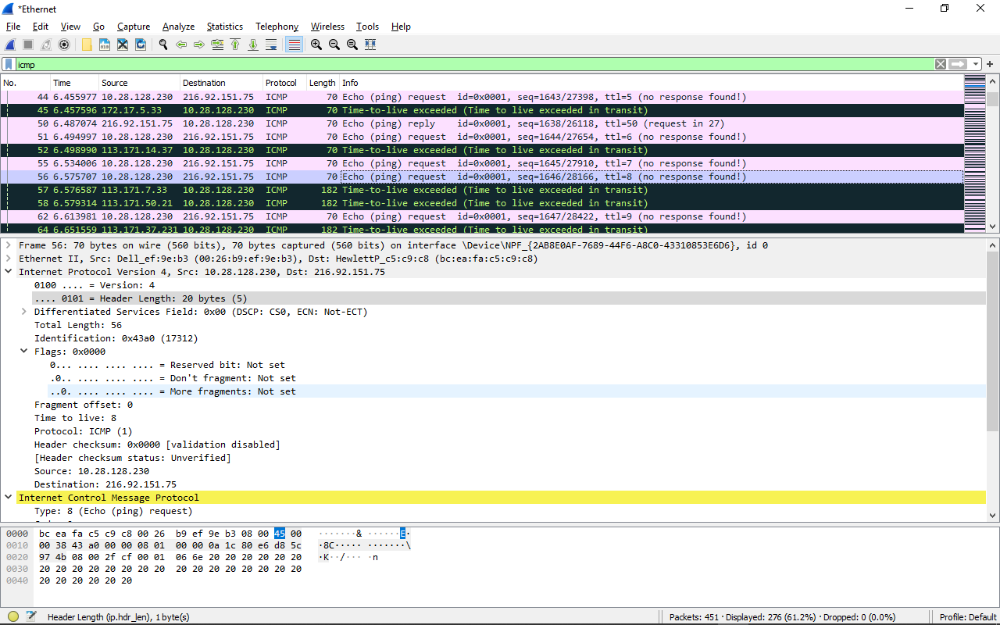 *Ethernet
File Edit View Go Capture Analyze Statistics Telephony Wireless Tools Help
icmp
No. Time Source Destination Protocol Length Info
44 6.455977 10.28.128.230 216.92.151.75 ICMP 70 Echo (ping) request id=0x0001, seq=1643/27398, ttl=5 (no response found!)
45 6.457596 172.17.5.33 10.28.128.230 ICMP 70 Time-to-live exceeded (Time to live exceeded in transit)
50 6.487074 216.92.151.75 10.28.128.230 ICMP 70 Echo (ping) reply id=0x0001, seq=1638/26118, ttl=50 (request in 27)
51 6.494997 10.28.128.230 216.92.151.75 ICMP 70 Echo (ping) request id=0x0001, seq=1644/27654, ttl=6 (no response found!)
52 6.498990 113.171.14.37 10.28.128.230 ICMP 70 Time-to-live exceeded (Time to live exceeded in transit)
55 6.534006 10.28.128.230 216.92.151.75 ICMP 70 Echo (ping) request id=0x0001, seq=1645/27910, ttl=7 (no response found!)
56 6.575707 10.28.128.230 216.92.151.75 ICMP 70 Echo (ping) request id=0x0001, seq=1646/28166, ttl=8 (no response found!)
57 6.576587 113.171.7.33 10.28.128.230 ICMP 182 Time-to-live exceeded (Time to live exceeded in transit)
58 6.579314 113.171.50.21 10.28.128.230 ICMP 182 Time-to-live exceeded (Time to live exceeded in transit)
62 6.613981 10.28.128.230 216.92.151.75 ICMP 70 Echo (ping) request id=0x0001, seq=1647/28422, ttl=9 (no response found!)
64 6.651559 113.171.37.231 10.28.128.230 ICMP 182 Time-to-live exceeded (Time to live exceeded in transit)
Frame 56: 70 bytes on wire (560 bits), 70 bytes captured (560 bits) on interface \Device\NPF_{2AB8E0AF-7689-44F6-A8C0-43310853E6D6}, id 0
Ethernet II, Src: Dell_ef:9e:b3 (00:26:b9:ef:9e:b3), Dst: HewlettP_c5:c9:c8 (bc:ea:fa:c5:c9:c8)
Internet Protocol Version 4, Src: 10.28.128.230, Dst: 216.92.151.75
0100 .... = Version: 4
.... 0101 = Header Length: 20 bytes (5)
Differentiated Services Field: 0x00 (DSCP: CS0, ECN: Not-ECT)
Total Length: 56
Identification: 0x43a0 (17312)
Flags: 0x0000
0... .... .... .... = Reserved bit: Not set
.0.. .... .... .... = Don't fragment: Not set
..0. .... .... .... = More fragments: Not set
Fragment offset: 0
Time to live: 8
Protocol: ICMP (1)
Header checksum: 0x0000 [validation disabled]
[Header checksum status: Unverified]
Source: 10.28.128.230
Destination: 216.92.151.75
Internet Control Message Protocol
Type: 8 (Echo (ping) request)
0000 bc ea fa c5 c9 c8 00 26 b9 ef 9e b3 08 00 45 00 ·······& ······E·
0010 00 38 43 a0 00 00 08 01 00 00 0a 1c 80 e6 d8 5c ·8C····· ·······\
0020 97 4b 08 00 2f cf 00 01 06 6e 20 20 20 20 20 20 ·K··/··· ·n
0030 20 20 20 20 20 20 20 20 20 20 20 20 20 20 20 20
0040 20 20 20 20 20 20
Header Length (ip.hdr_len), 1 byte(s) Packets: 451 · Displayed: 276 (61.2%) · Dropped: 0 (0.0%) Profile: Default